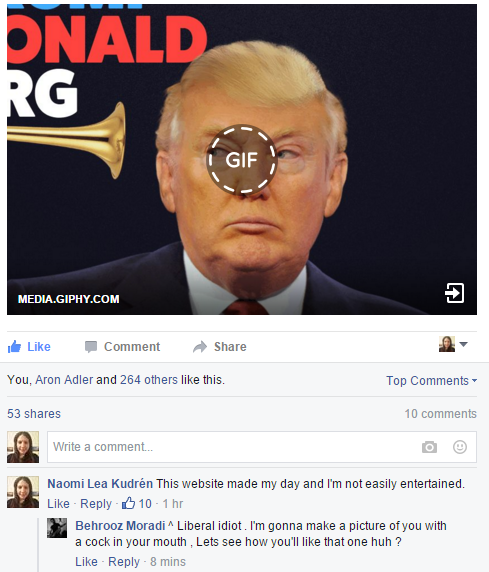 ONALD
RG
GIF
MEDIA.GIPHY.COM
Like Comment Share
You, Aron Adler and 264 others like this. Top Comments
53 shares 10 comments
Write a comment...
Naomi Lea Kudrén This website made my day and I'm not easily entertained.
Like · Reply · 10 · 1 hr
Behrooz Moradi ^ Liberal idiot . I'm gonna make a picture of you with
a cock in your mouth , Lets see how you'll like that one huh ?
Like · Reply · 8 mins